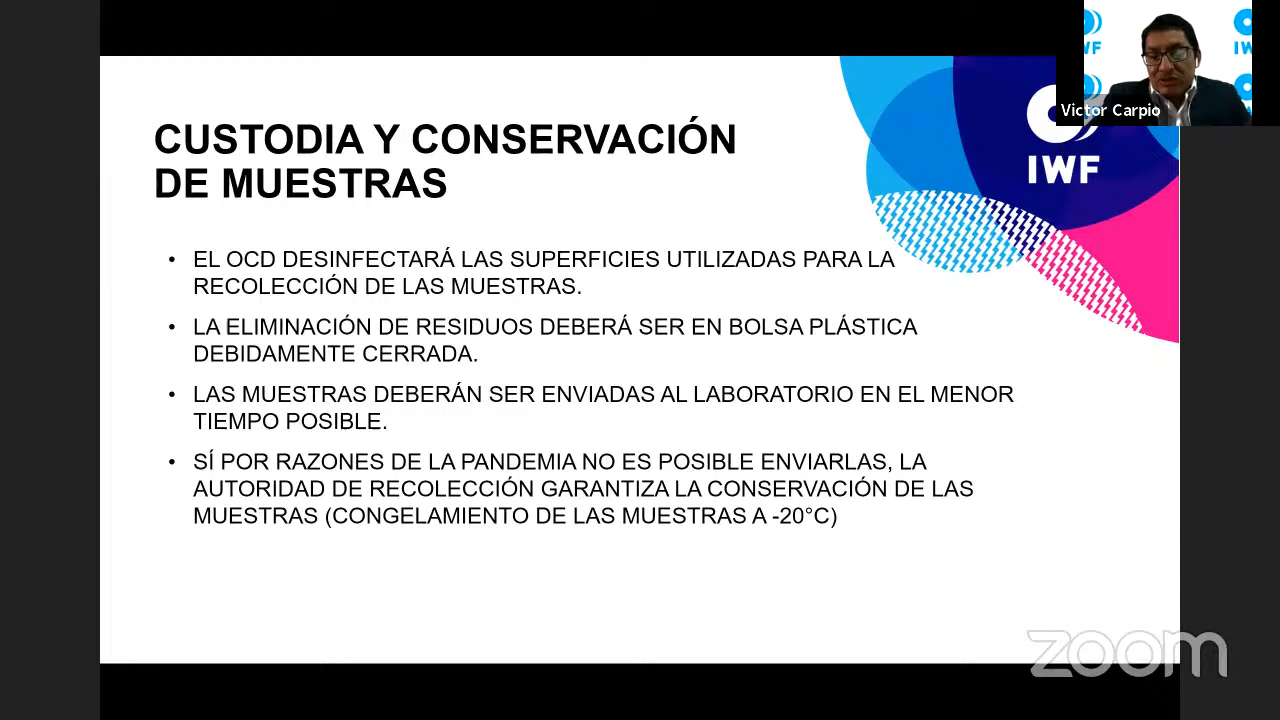 CUSTODIA Y CONSERVACIÓN
DE MUESTRAS
• EL OCD DESINFECTARÁ LAS SUPERFICIES UTILIZADAS PARA LA
RECOLECCIÓN DE LAS MUESTRAS.
• LA ELIMINACIÓN DE RESIDUOS DEBERÁ SER EN BOLSA PLÁSTICA
DEBIDAMENTE CERRADA.
• LAS MUESTRAS DEBERÁN SER ENVIADAS AL LABORATORIO EN EL MENOR
TIEMPO POSIBLE.
• SÍ POR RAZONES DE LA PANDEMIA NO ES POSIBLE ENVIARLAS, LA
AUTORIDAD DE RECOLECCIÓN GARANTIZA LA CONSERVACIÓN DE LAS
MUESTRAS (CONGELAMIENTO DE LAS MUESTRAS A -20°C)
IWF
Victor Carpio
zoom